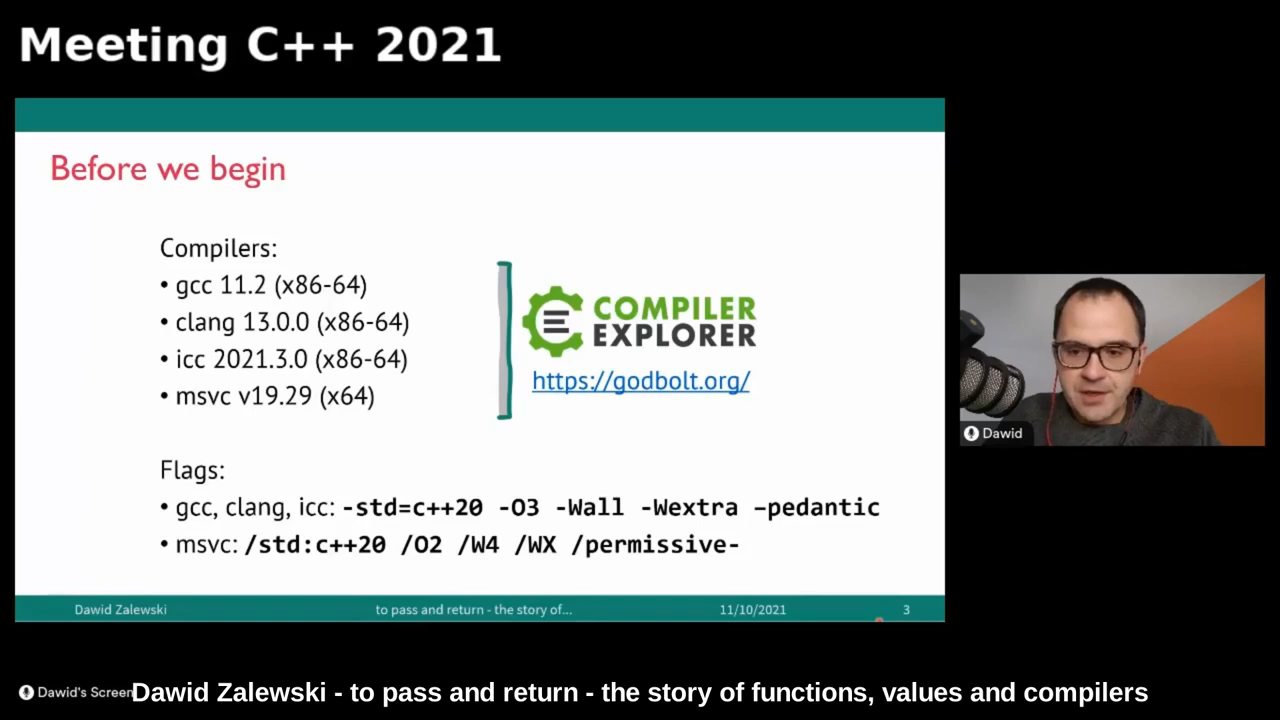 Meeting C++ 2021
Before we begin
Compilers:
• gcc 11.2 (x86-64)
• clang 13.0.0 (x86-64)
• icc 2021.3.0 (x86-64)
• msvc v19.29 (x64)
COMPILER
EXPLORER
https://godbolt.org/
Flags:
• gcc, clang, icc: -std=c++20 -O3 -Wall -Wextra –pedantic
• msvc: /std:c++20 /O2 /W4 /WX /permissive-
Dawid Zalewski to pass and return - the story of... 11/10/2021 3
Dawid
Dawid's Screen
Dawid Zalewski - to pass and return - the story of functions, values and compilers